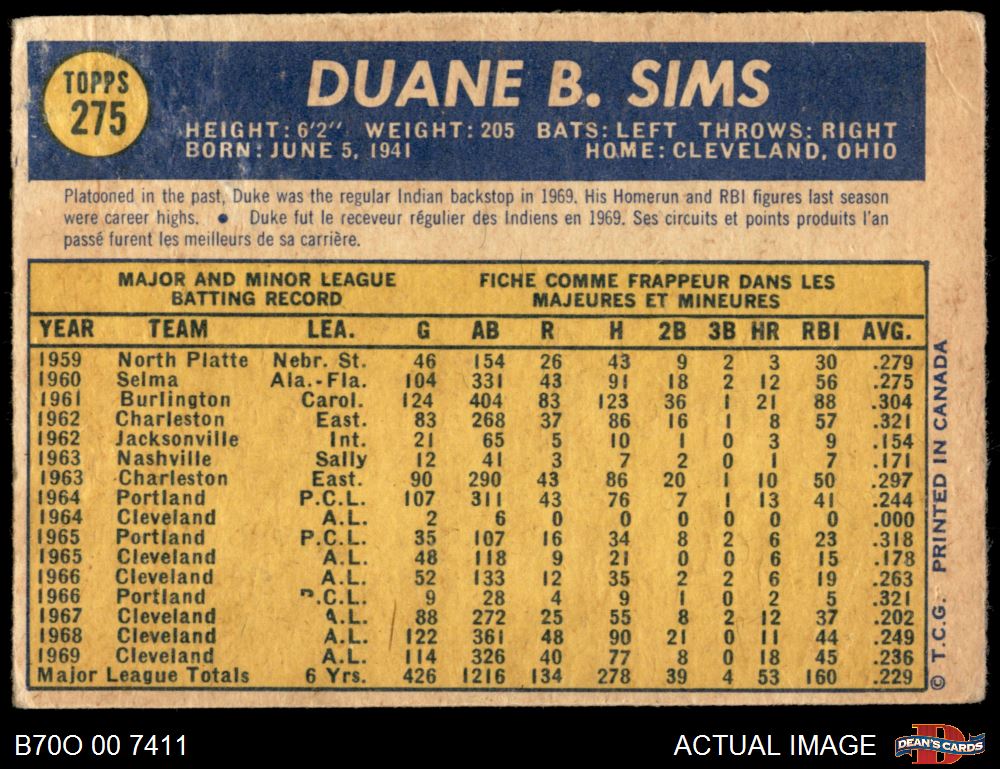 TOPPS
275
DUANE B. SIMS
HEIGHT: 6'2" WEIGHT: 205 BATS: LEFT THROWS: RIGHT
BORN: JUNE 5, 1941 HOME: CLEVELAND, OHIO
Platooned in the past, Duke was the regular Indian backstop in 1969. His Homerun and RBI figures last season
were career highs. ● Duke fut le receveur régulier des Indiens en 1969. Ses circuits et points produits l'an
passé furent les meilleurs de sa carrière.
MAJOR AND MINOR LEAGUE FICHE COMME FRAPPEUR DANS LES
BATTING RECORD MAJEURES ET MINEURES
YEAR TEAM LEA. G AB R H 2B 3B HR RBI AVG.
1959 North Platte Nebr. St. 46 154 26 43 9 2 3 30 .279
1960 Selma Ala.-Fla. 104 331 43 91 18 2 12 56 .275
1961 Burlington Carol. 124 404 83 123 36 1 21 88 .304
1962 Charleston East. 83 268 37 86 16 1 8 57 .321
1962 Jacksonville Int. 21 65 5 10 1 0 3 9 .154
1963 Nashville Sally 12 41 3 7 2 0 1 7 .171
1963 Charleston East. 90 290 43 86 20 1 10 50 .297
1964 Portland P.C.L. 107 311 43 76 7 1 13 41 .244
1964 Cleveland A.L. 2 6 0 0 0 0 0 0 .000
1965 Portland P.C.L. 35 107 16 34 8 2 6 23 .318
1965 Cleveland A.L. 48 118 9 21 0 0 6 15 .178
1966 Cleveland A.L. 52 133 12 35 2 2 6 19 .263
1966 Portland P.C.L. 9 28 4 9 1 0 2 5 .321
1967 Cleveland A.L. 88 272 25 55 8 2 12 37 .202
1968 Cleveland A.L. 122 361 48 90 21 0 11 44 .249
1969 Cleveland A.L. 114 326 40 77 8 0 18 45 .236
Major League Totals 6 Yrs. 426 1216 134 278 39 4 53 160 .229
© T.C.G. PRINTED IN CANADA
B70O 00 7411
ACTUAL IMAGE
D
DEAN'S CARDS